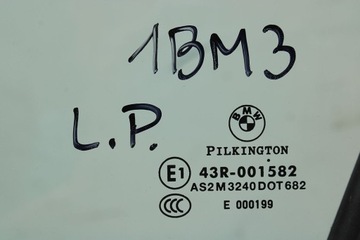 1BM3
L.P.
BMW
PILKINGTON
E1 43R-001582
AS2M3240DOT682
CCC E 000199